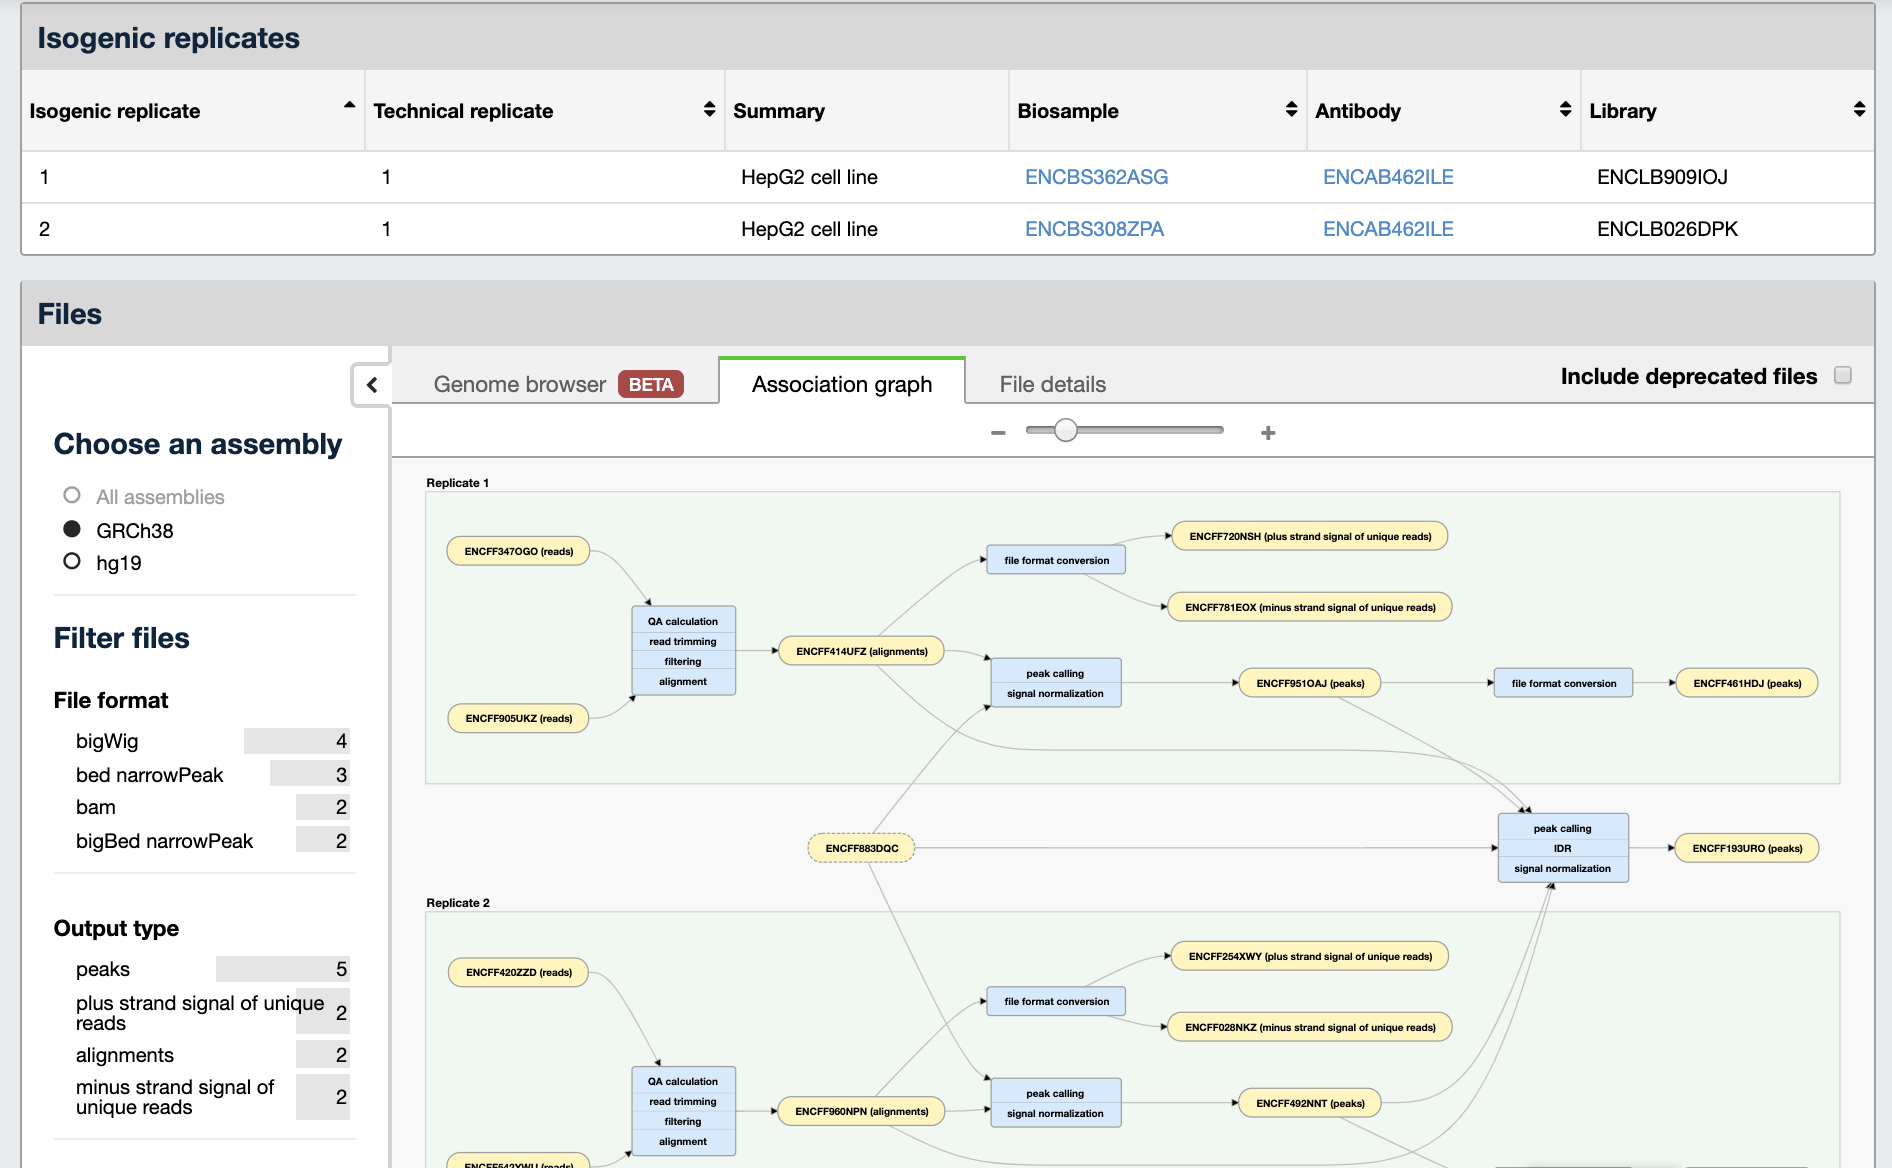 Isogenic replicates
Isogenic replicate Technical replicate Summary Biosample Antibody Library
1 1 HepG2 cell line ENCBS362ASG ENCAB462ILE ENCLB909IOJ
2 1 HepG2 cell line ENCBS308ZPA ENCAB462ILE ENCLB026DPK
Files
Genome browser BETA Association graph File details Include deprecated files
Choose an assembly
All assemblies
GRCh38
hg19
Filter files
File format
bigWig 4
bed narrowPeak 3
bam 2
bigBed narrowPeak 2
Output type
peaks 5
plus strand signal of unique
reads 2
alignments 2
minus strand signal of
unique reads 2
Replicate 1
ENCFF347OGO (reads)
ENCFF905UKZ (reads)
QA calculation
read trimming
filtering
alignment
ENCFF414UFZ (alignments)
file format conversion
ENCFF720NSH (plus strand signal of unique reads)
ENCFF781EOX (minus strand signal of unique reads)
peak calling
signal normalization
ENCFF951OAJ (peaks)
file format conversion
ENCFF461HDJ (peaks)
ENCFF883DQC
peak calling
IDR
signal normalization
ENCFF193URO (peaks)
Replicate 2
ENCFF420ZZD (reads)
QA calculation
read trimming
filtering
alignment
ENCFF960NPN (alignments)
file format conversion
ENCFF254XWY (plus strand signal of unique reads)
ENCFF028NKZ (minus strand signal of unique reads)
peak calling
signal normalization
ENCFF492NNT (peaks)
(reads)